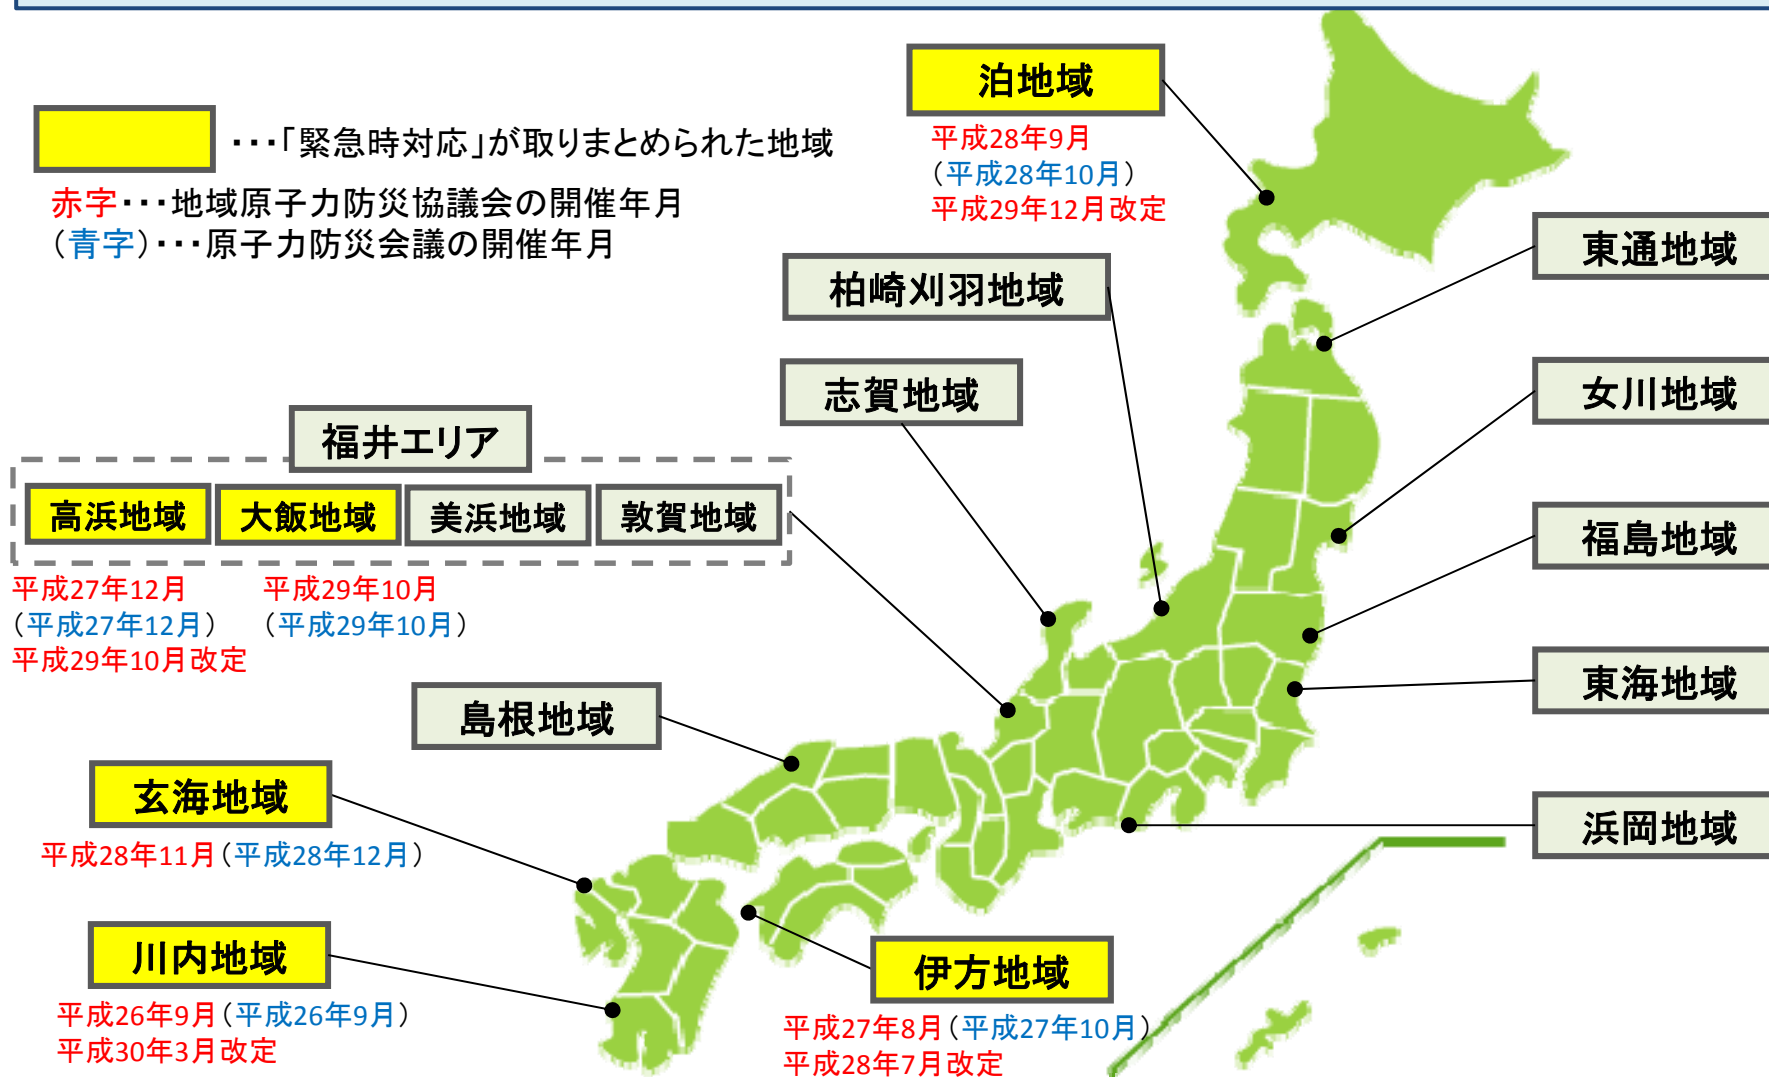 ・・・「緊急時対応」が取りまとめられた地域
赤字・・・地域原子力防災協議会の開催年月
（青字）・・・原子力防災会議の開催年月
泊地域
平成28年9月
（平成28年10月）
平成29年12月改定
東通地域
柏崎刈羽地域
志賀地域
女川地域
福井エリア
高浜地域 大飯地域 美浜地域 敦賀地域
平成27年12月 平成29年10月
（平成27年12月） （平成29年10月）
平成29年10月改定
福島地域
東海地域
島根地域
玄海地域
平成28年11月（平成28年12月）
浜岡地域
川内地域
平成26年9月（平成26年9月）
平成30年3月改定
伊方地域
平成27年8月（平成27年10月）
平成28年7月改定